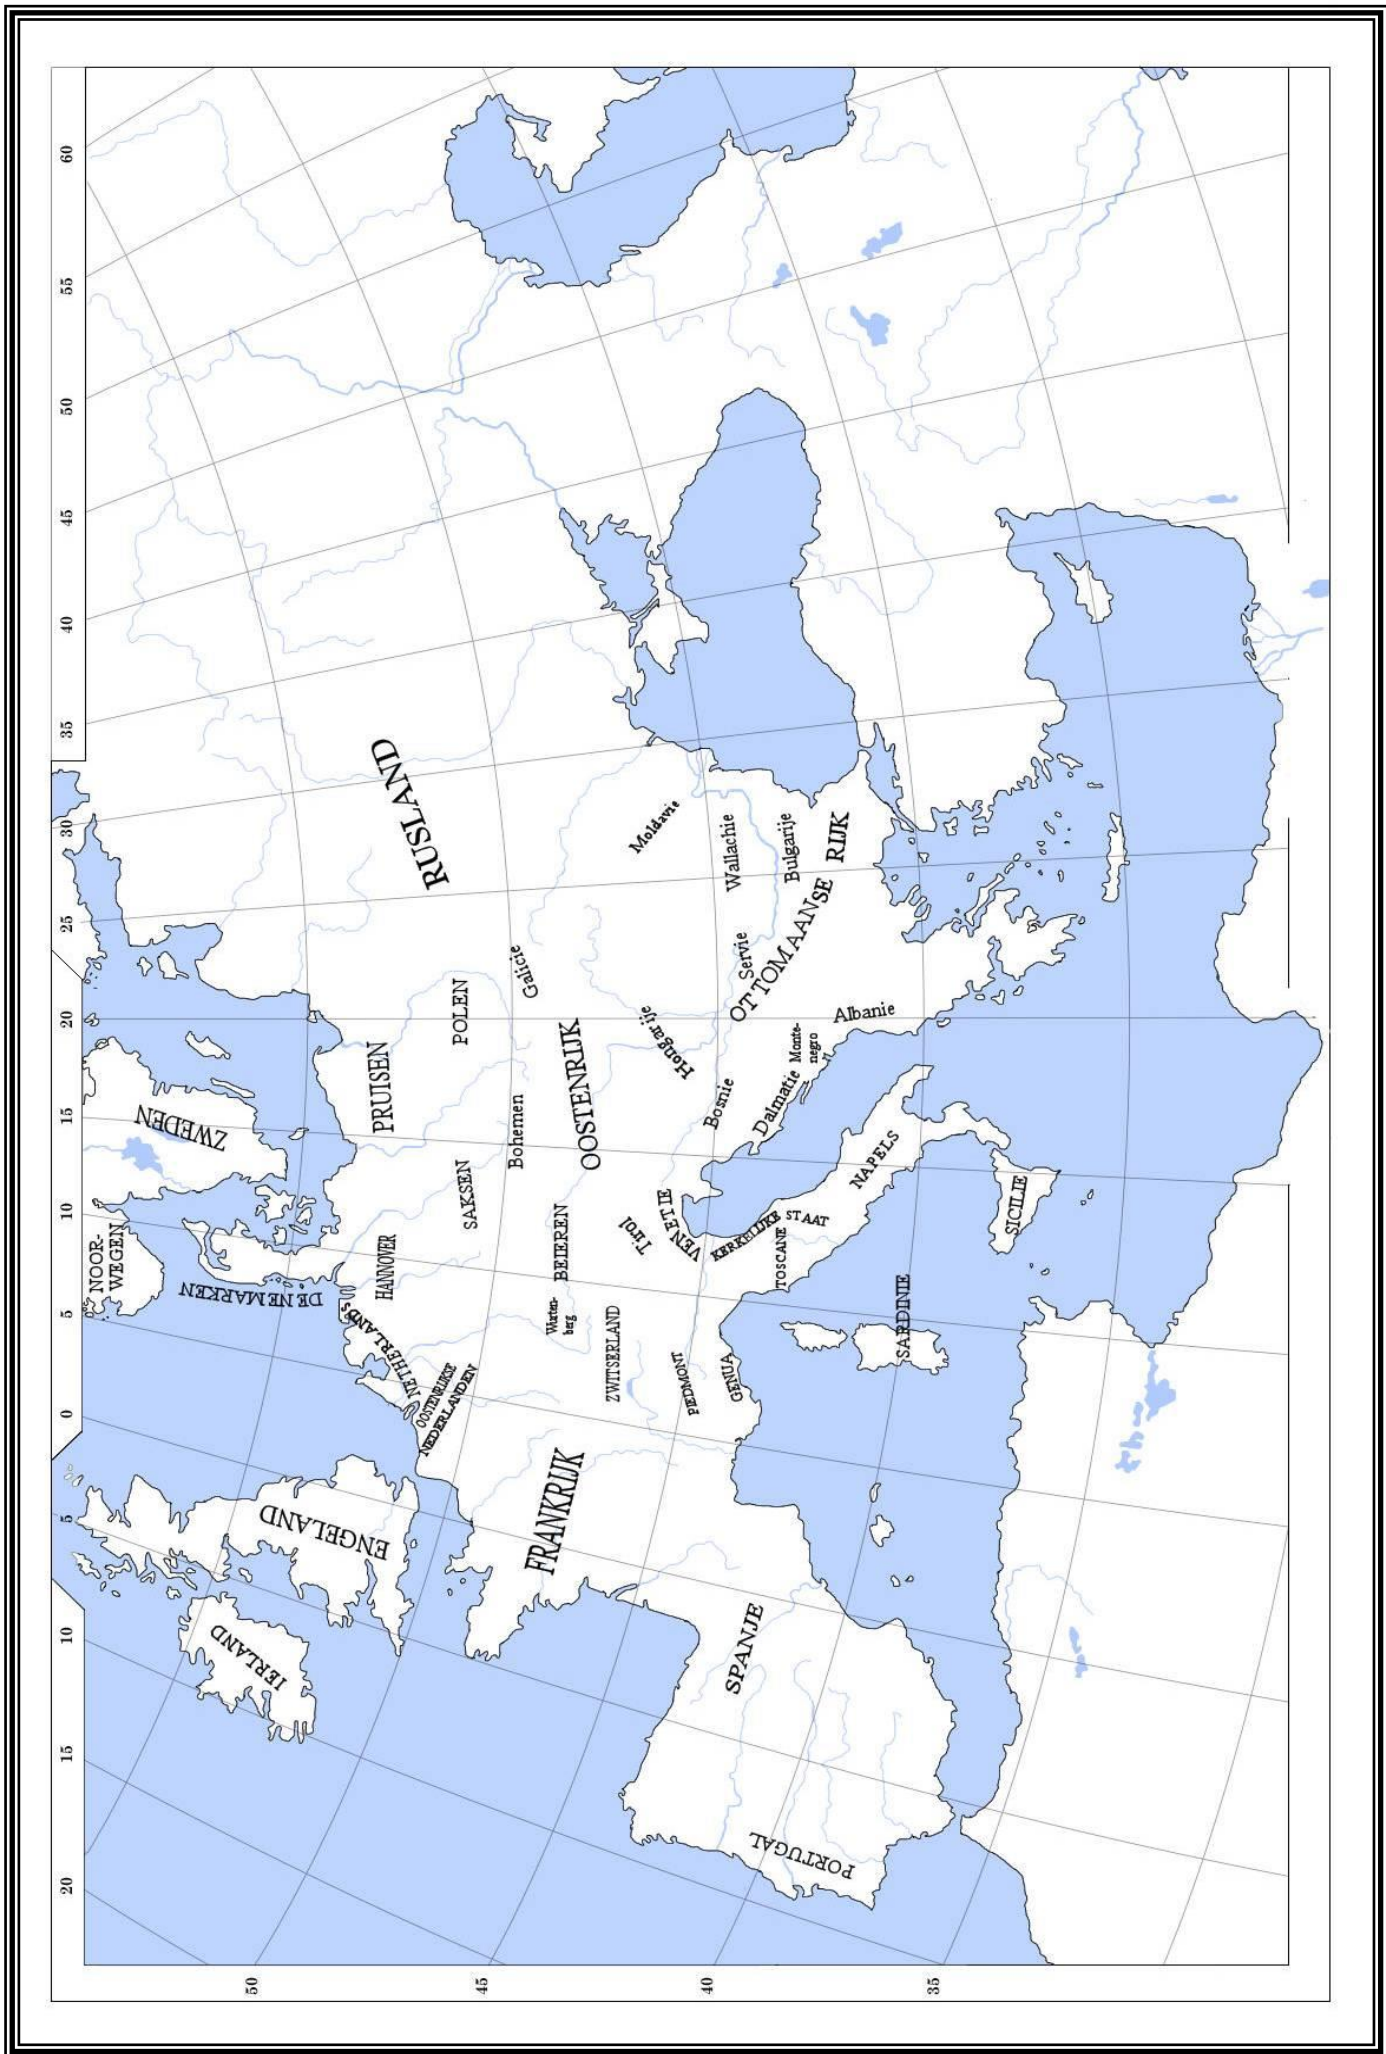 60
55
50
45
40
35
30
25
20
15
10
5
0
5
10
15
20
50
45
40
35
RUSLAND
Moldavie
Wallachie
Bulgarije
OTTOMAANSE RIJK
Servie
Galicie
POLEN
PRUISEN
OOSTENRIJK
Hongarije
Albanie
Monte-
negro
Dalmatie
Bosnie
Bohemen
ZWEDEN
SAKSEN
NAPELS
SICILIE
VENETIE
Tirol
BEIEREN
KERKELIJKE STAAT
TOSCANE
NOOR-
WEGEN
HANNOVER
DENEMARKEN
Wurten-
berg
ZWITSERLAND
SARDINIE
NETHERLANDS
OOSTENRIJKSE
NEDERLANDEN
PIEDMONT
GENUA
FRANKRIJK
ENGELAND
IERLAND
SPANJE
PORTUGAL